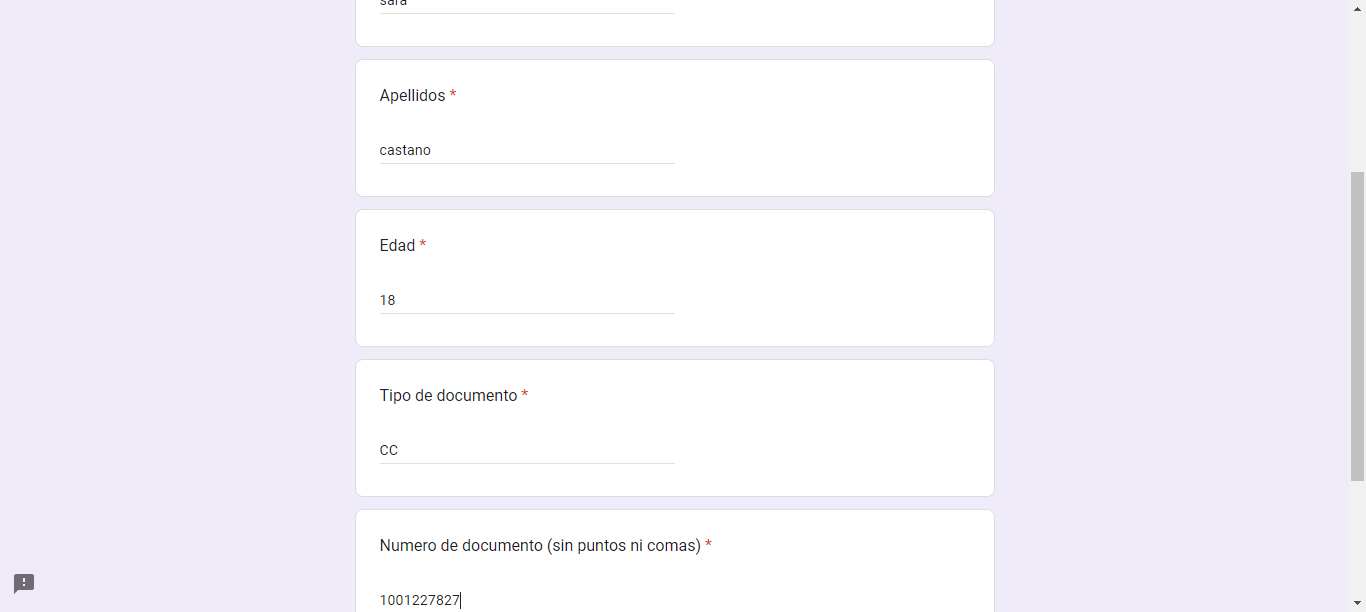 sara
Apellidos *
castano
Edad *
18
Tipo de documento *
CC
Numero de documento (sin puntos ni comas) *
1001227827